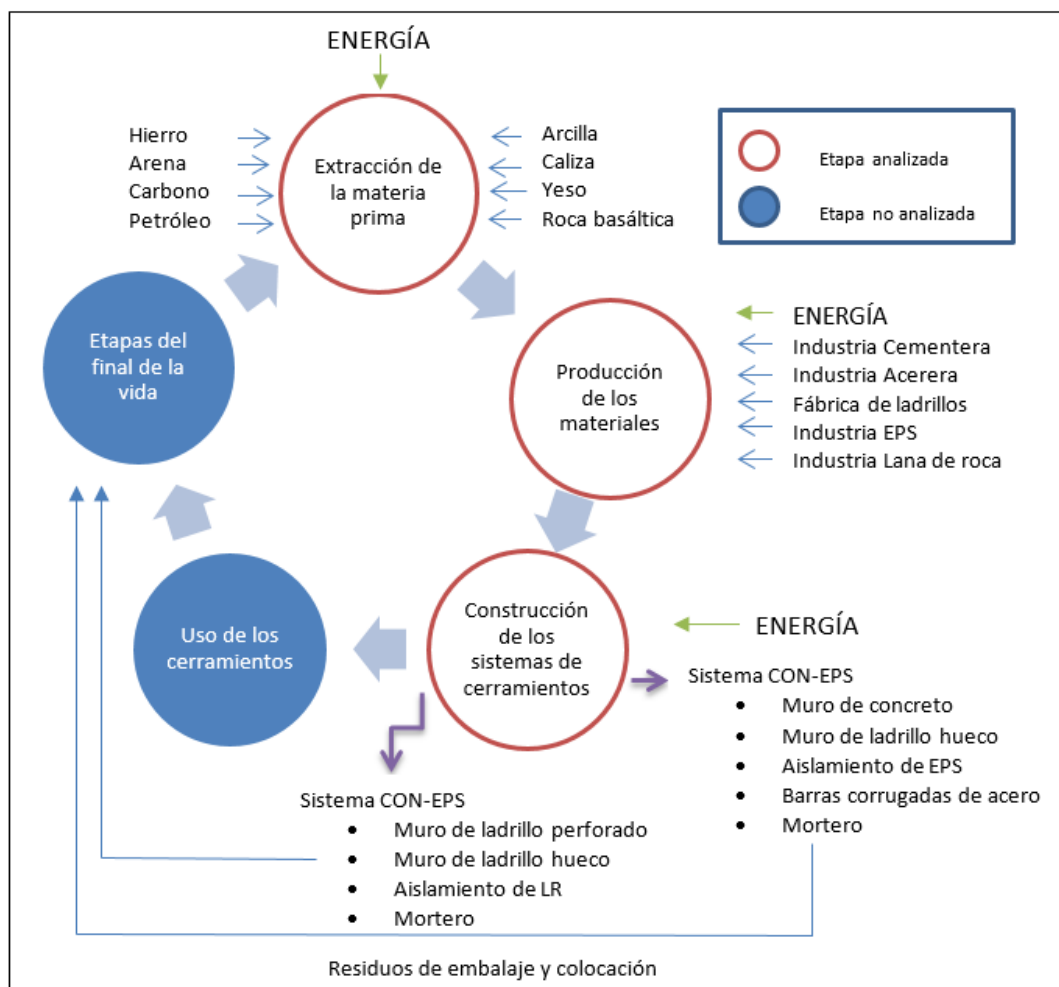 ENERGÍA
Hierro
Arena
Carbono
Petróleo
Extracción de
la materia
prima
Arcilla
Caliza
Yeso
Roca basáltica
Etapa analizada
Etapa no analizada
Etapas del
final de la
vida
Producción
de los
materiales
ENERGÍA
Industria Cementera
Industria Acerera
Fábrica de ladrillos
Industria EPS
Industria Lana de roca
Uso de los
cerramientos
Construcción
de los
sistemas de
cerramientos
ENERGÍA
Sistema CON-EPS
• Muro de concreto
• Muro de ladrillo hueco
• Aislamiento de EPS
• Barras corrugadas de acero
• Mortero
Sistema CON-EPS
• Muro de ladrillo perforado
• Muro de ladrillo hueco
• Aislamiento de LR
• Mortero
Residuos de embalaje y colocación